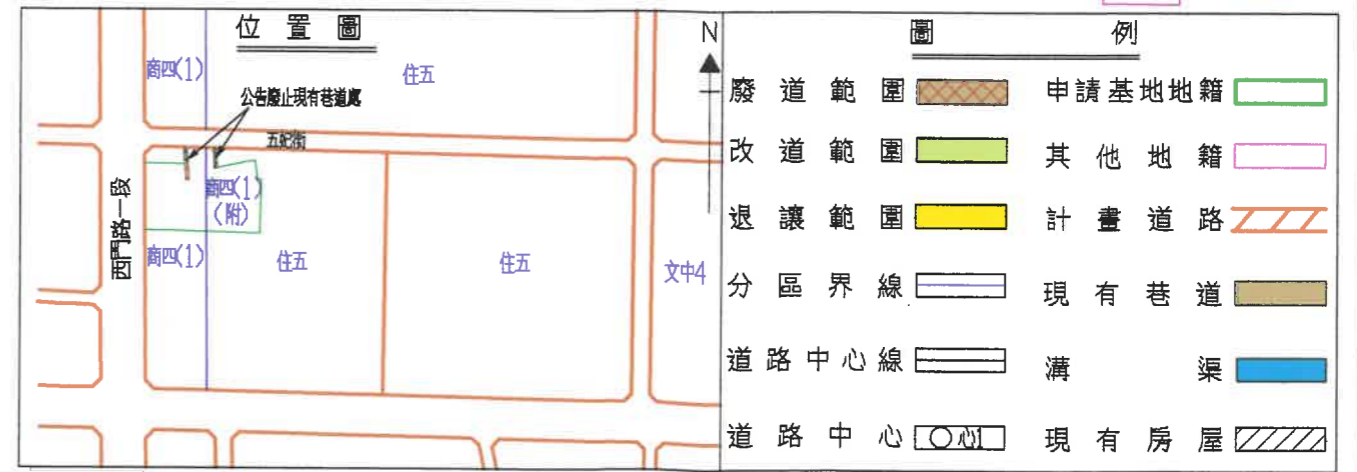 位置圖
N
商四(1)
住五
公告廢止現有巷道處
五妃街
西門路一段
商四(1)
(附)
商四(1)
住五
住五
文中4
圖例
廢道範圍
申請基地地籍
改道範圍
其他地籍
退讓範圍
計畫道路
分區界線
現有巷道
道路中心線
溝渠
道路中心
心1
現有房屋